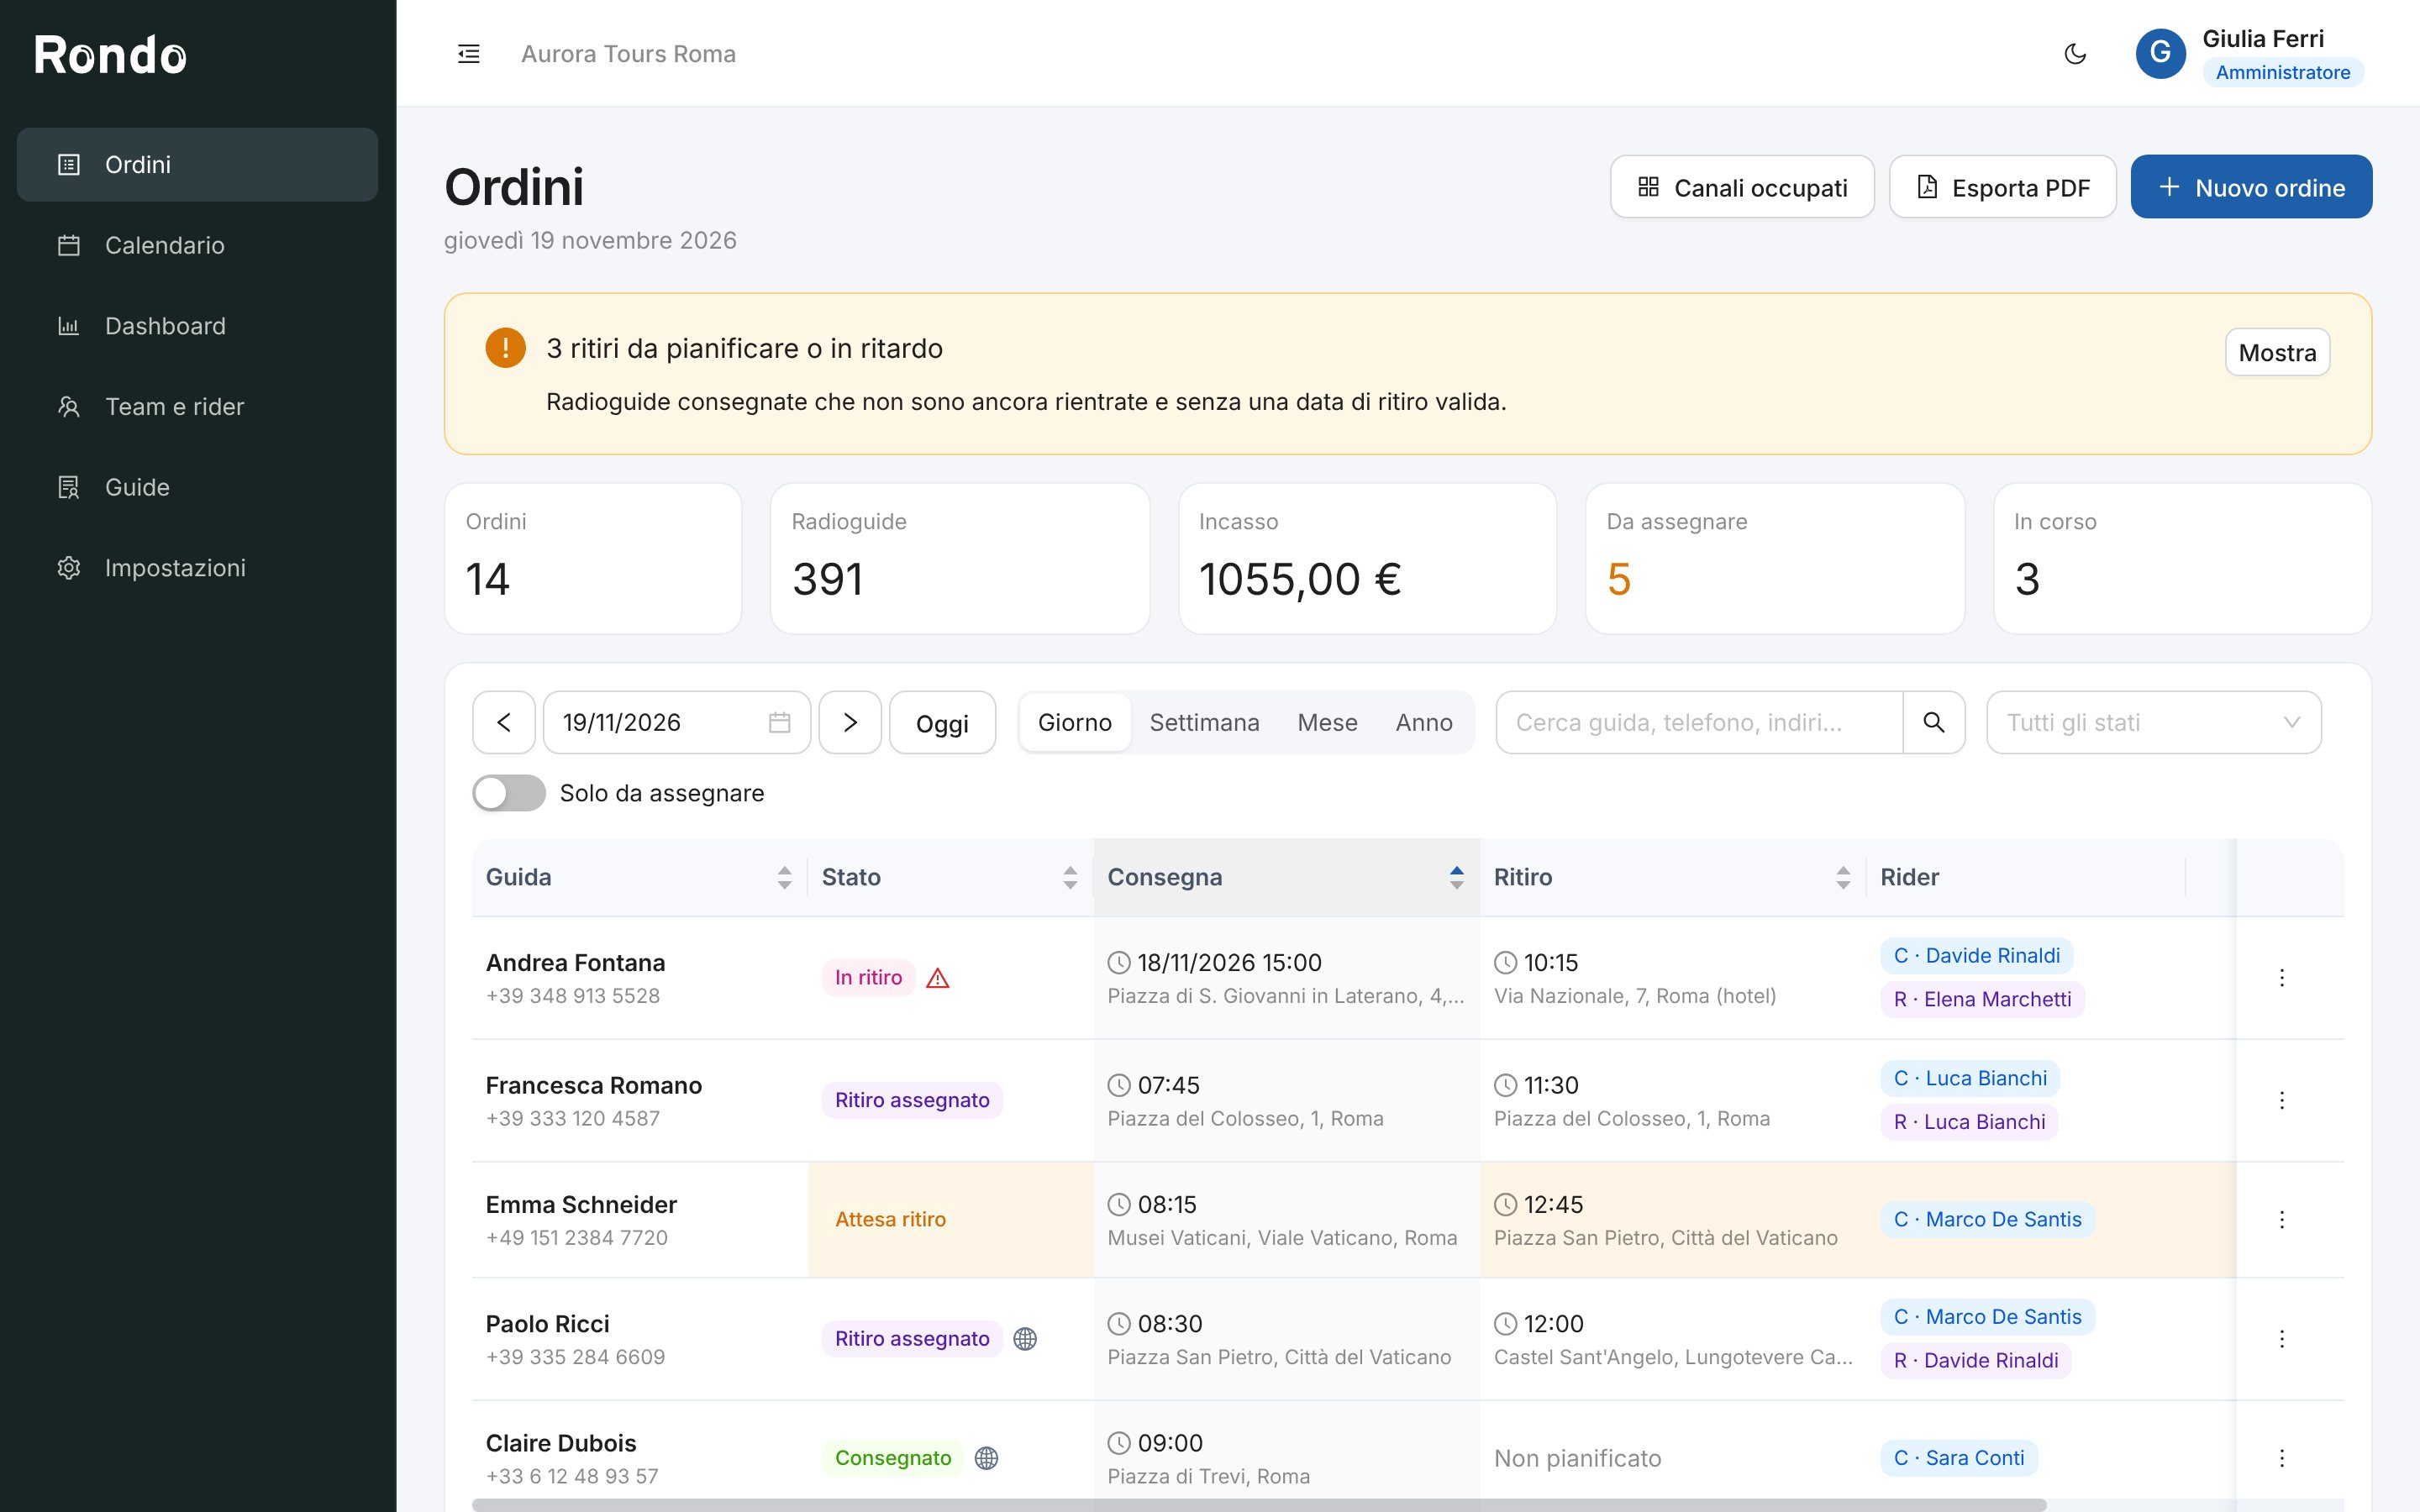 Rondo
Ordini
Calendario
Dashboard
Team e rider
Guide
Impostazioni
Aurora Tours Roma
G
Giulia Ferri
Amministratore
Ordini
giovedì 19 novembre 2026
Canali occupati
Esporta PDF
Nuovo ordine
3 ritiri da pianificare o in ritardo
Radioguide consegnate che non sono ancora rientrate e senza una data di ritiro valida.
Mostra
Ordini
14
Radioguide
391
Incasso
1055,00 €
Da assegnare
5
In corso
3
19/11/2026
Oggi
Giorno Settimana Mese Anno
Cerca guida, telefono, indiri...
Tutti gli stati
Solo da assegnare
Guida Stato Consegna Ritiro Rider
Andrea Fontana
+39 348 913 5528
In ritiro
18/11/2026 15:00
Piazza di S. Giovanni in Laterano, 4,...
10:15
Via Nazionale, 7, Roma (hotel)
C · Davide Rinaldi
R · Elena Marchetti
Francesca Romano
+39 333 120 4587
Ritiro assegnato
07:45
Piazza del Colosseo, 1, Roma
11:30
Piazza del Colosseo, 1, Roma
C · Luca Bianchi
R · Luca Bianchi
Emma Schneider
+49 151 2384 7720
Attesa ritiro
08:15
Musei Vaticani, Viale Vaticano, Roma
12:45
Piazza San Pietro, Città del Vaticano
C · Marco De Santis
Paolo Ricci
+39 335 284 6609
Ritiro assegnato
08:30
Piazza San Pietro, Città del Vaticano
12:00
Castel Sant'Angelo, Lungotevere Ca...
C · Marco De Santis
R · Davide Rinaldi
Claire Dubois
+33 6 12 48 93 57
Consegnato
09:00
Piazza di Trevi, Roma
Non pianificato
C · Sara Conti